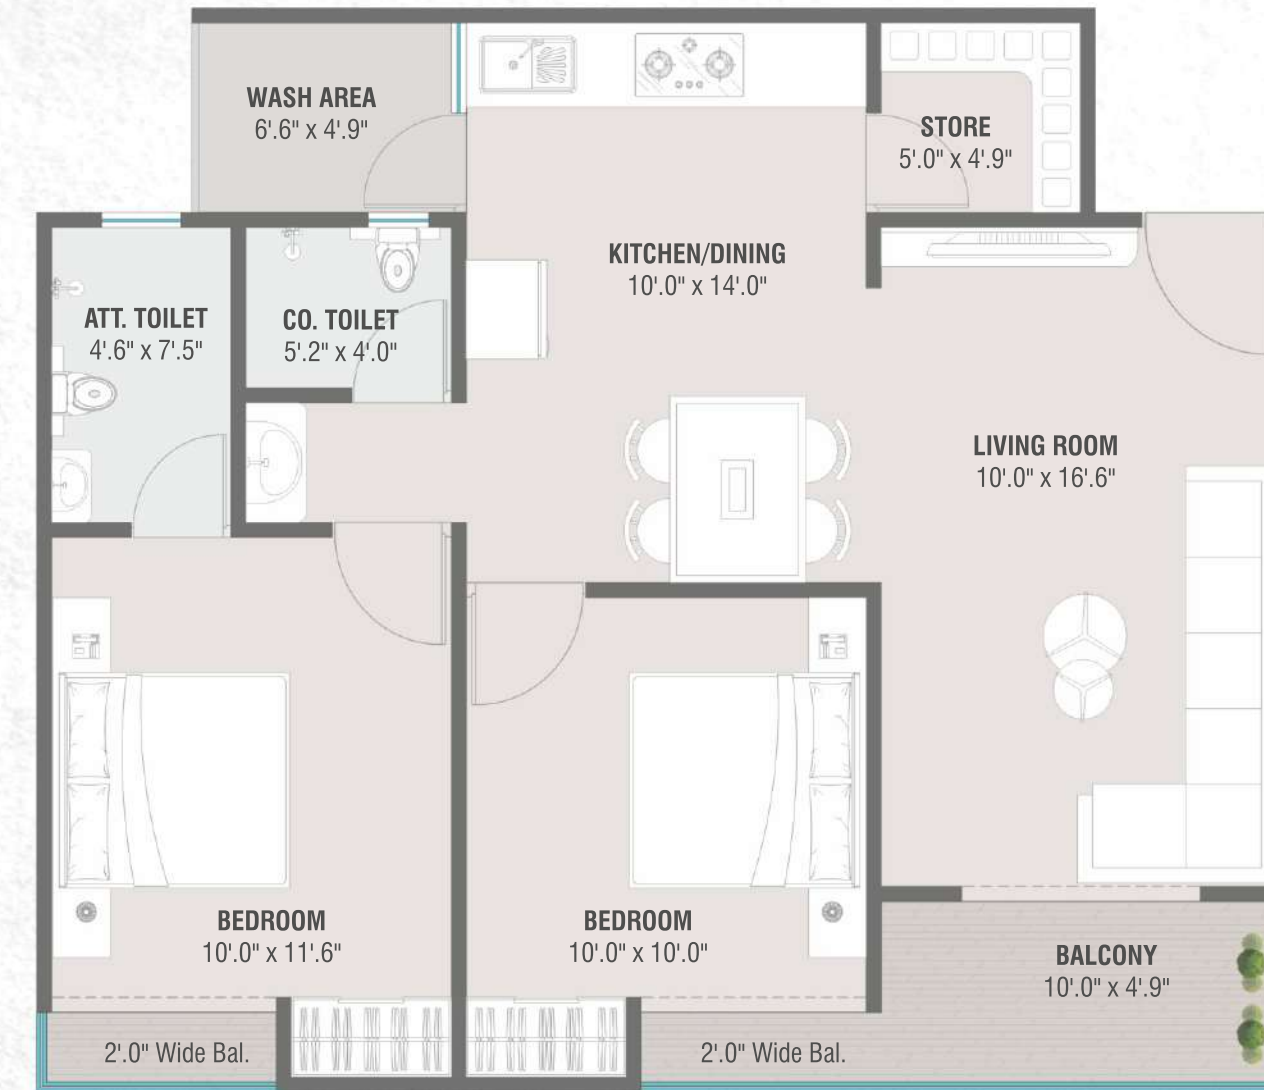 WASH AREA
6'.6" x 4'.9"
STORE
5'.0" x 4'.9"
KITCHEN/DINING
10'.0" x 14'.0"
ATT. TOILET
4'.6" x 7'.5"
CO. TOILET
5'.2" x 4'.0"
LIVING ROOM
10'.0" x 16'.6"
BEDROOM
10'.0" x 11'.6"
BEDROOM
10'.0" x 10'.0"
BALCONY
10'.0" x 4'.9"
2'.0" Wide Bal.
2'.0" Wide Bal.